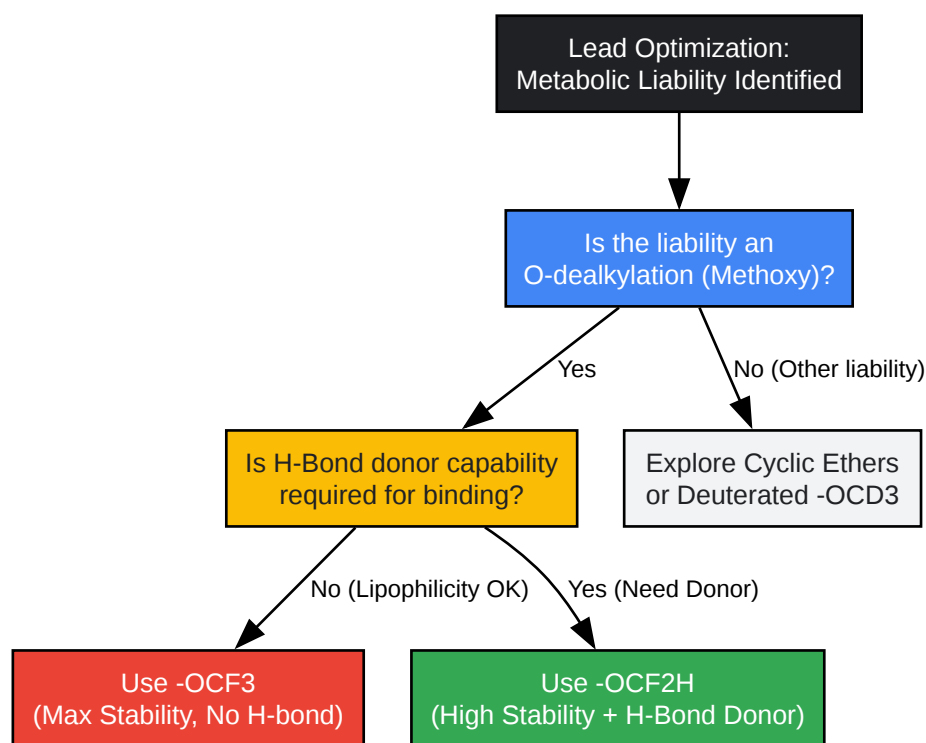 Lead Optimization:
Metabolic Liability Identified
Is the liability an
O-dealkylation (Methoxy)?
Yes
No (Other liability)
Is H-Bond donor capability
required for binding?
Explore Cyclic Ethers
or Deuterated -OCD3
No (Lipophilicity OK)
Yes (Need Donor)
Use -OCF3
(Max Stability, No H-bond)
Use -OCF2H
(High Stability + H-Bond Donor)